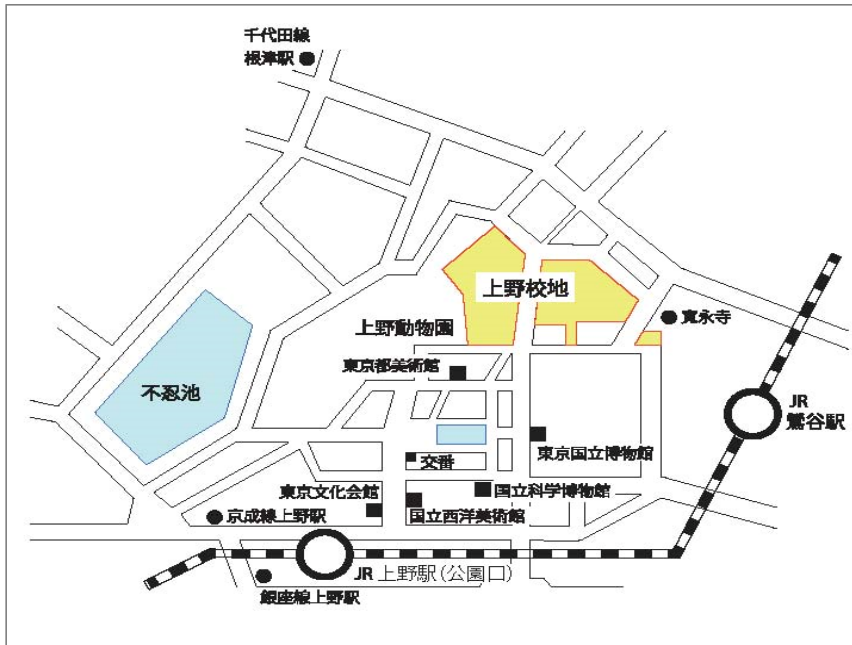 千代田線
根津駅
上野校地
上野動物園
寛永寺
東京都美術館
不忍池
JR
鶯谷駅
東京国立博物館
交番
東京文化会館
国立科学博物館
国立西洋美術館
京成線上野駅
JR 上野駅(公園口)
銀座線上野駅